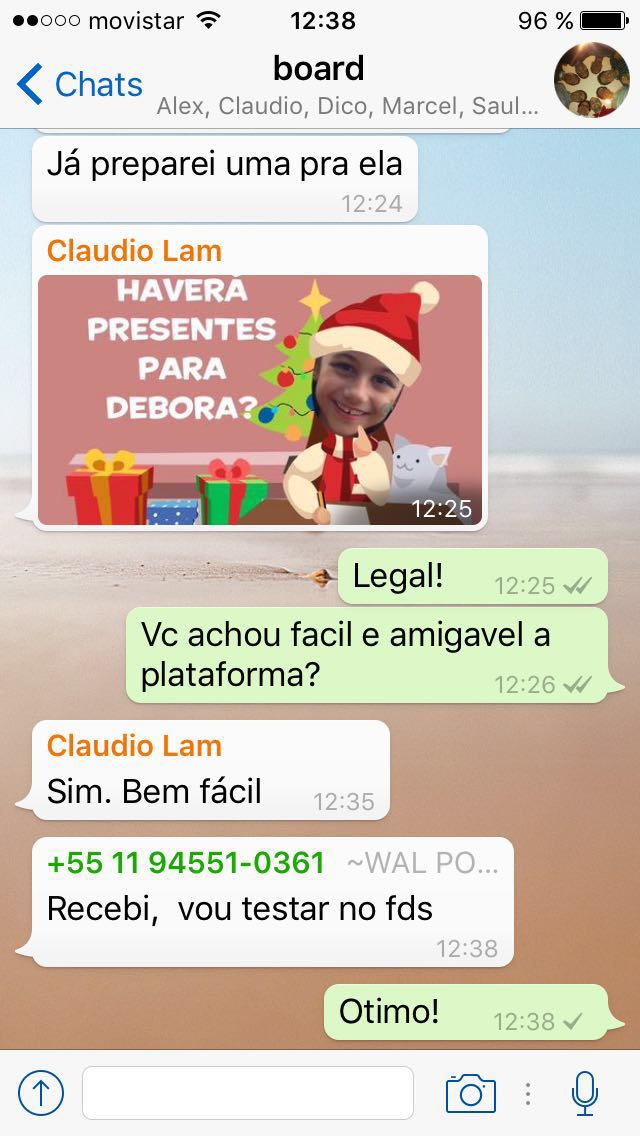 movistar 12:38 96 %
Chats
board
Alex, Claudio, Dico, Marcel, Saul...
Já preparei uma pra ela
12:24
Claudio Lam
HAVERÁ
PRESENTES
PARA
DEBORA?
12:25
Legal!
12:25
Vc achou facil e amigavel a
plataforma?
12:26
Claudio Lam
Sim. Bem fácil
12:35
+55 11 94551-0361 ~WAL PO...
Recebi, vou testar no fds
12:38
Otimo!
12:38